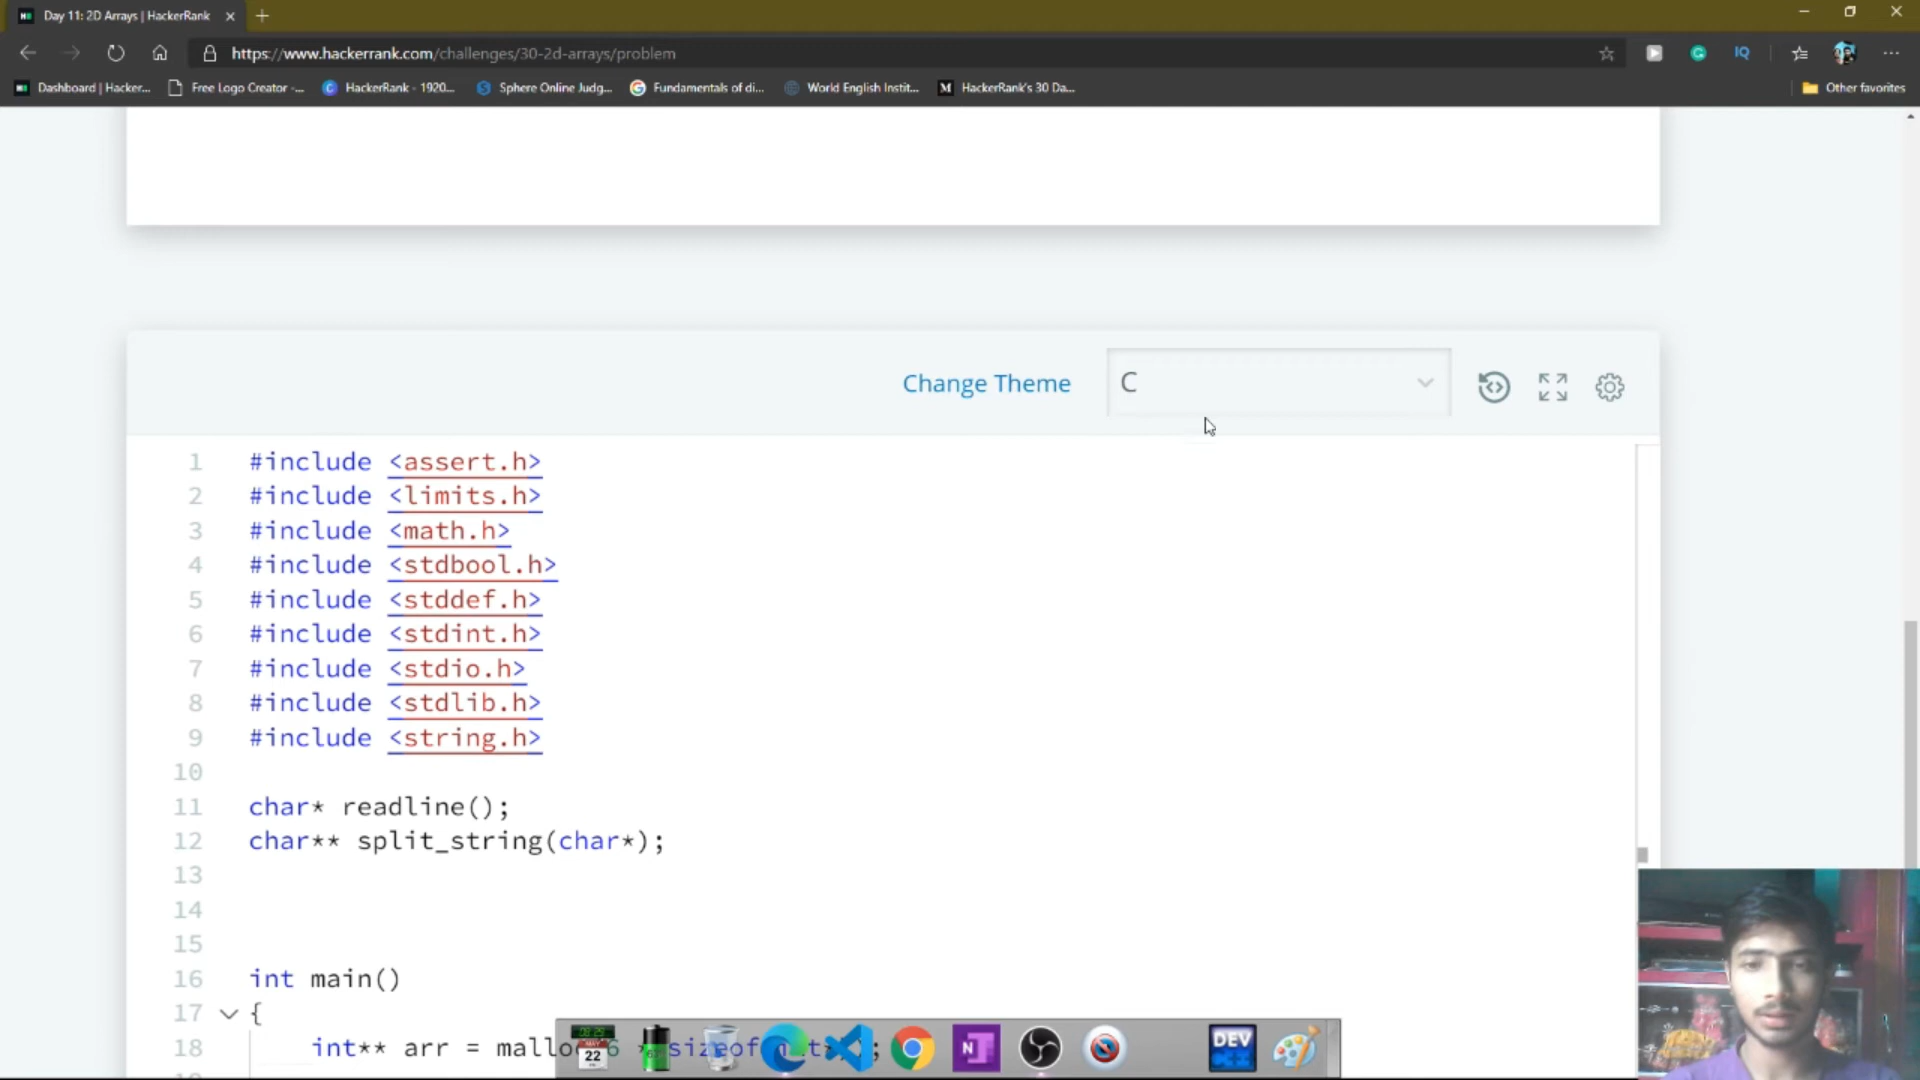 Day 11: 2D Arrays | HackerRank
https://www.hackerrank.com/challenges/30-2d-arrays/problem
Dashboard | Hacker...
Free Logo Creator -...
HackerRank - 1920...
Sphere Online Judg...
Fundamentals of di...
World English Instit...
HackerRank's 30 Da...
Other favorites
Change Theme
C
1 #include <assert.h>
2 #include <limits.h>
3 #include <math.h>
4 #include <stdbool.h>
5 #include <stddef.h>
6 #include <stdint.h>
7 #include <stdio.h>
8 #include <stdlib.h>
9 #include <string.h>
10
11 char* readline();
12 char** split_string(char*);
13
14
15
16 int main()
17 {
18 int** arr = mallo
MAY
22
N
DEV
C++
IQ